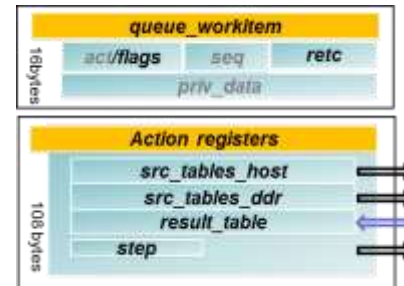 queue_workitem
16bytes
act/flags seq retc
priv_data
Action registers
108 bytes
src_tables_host
src_tables_ddr
result_table
step